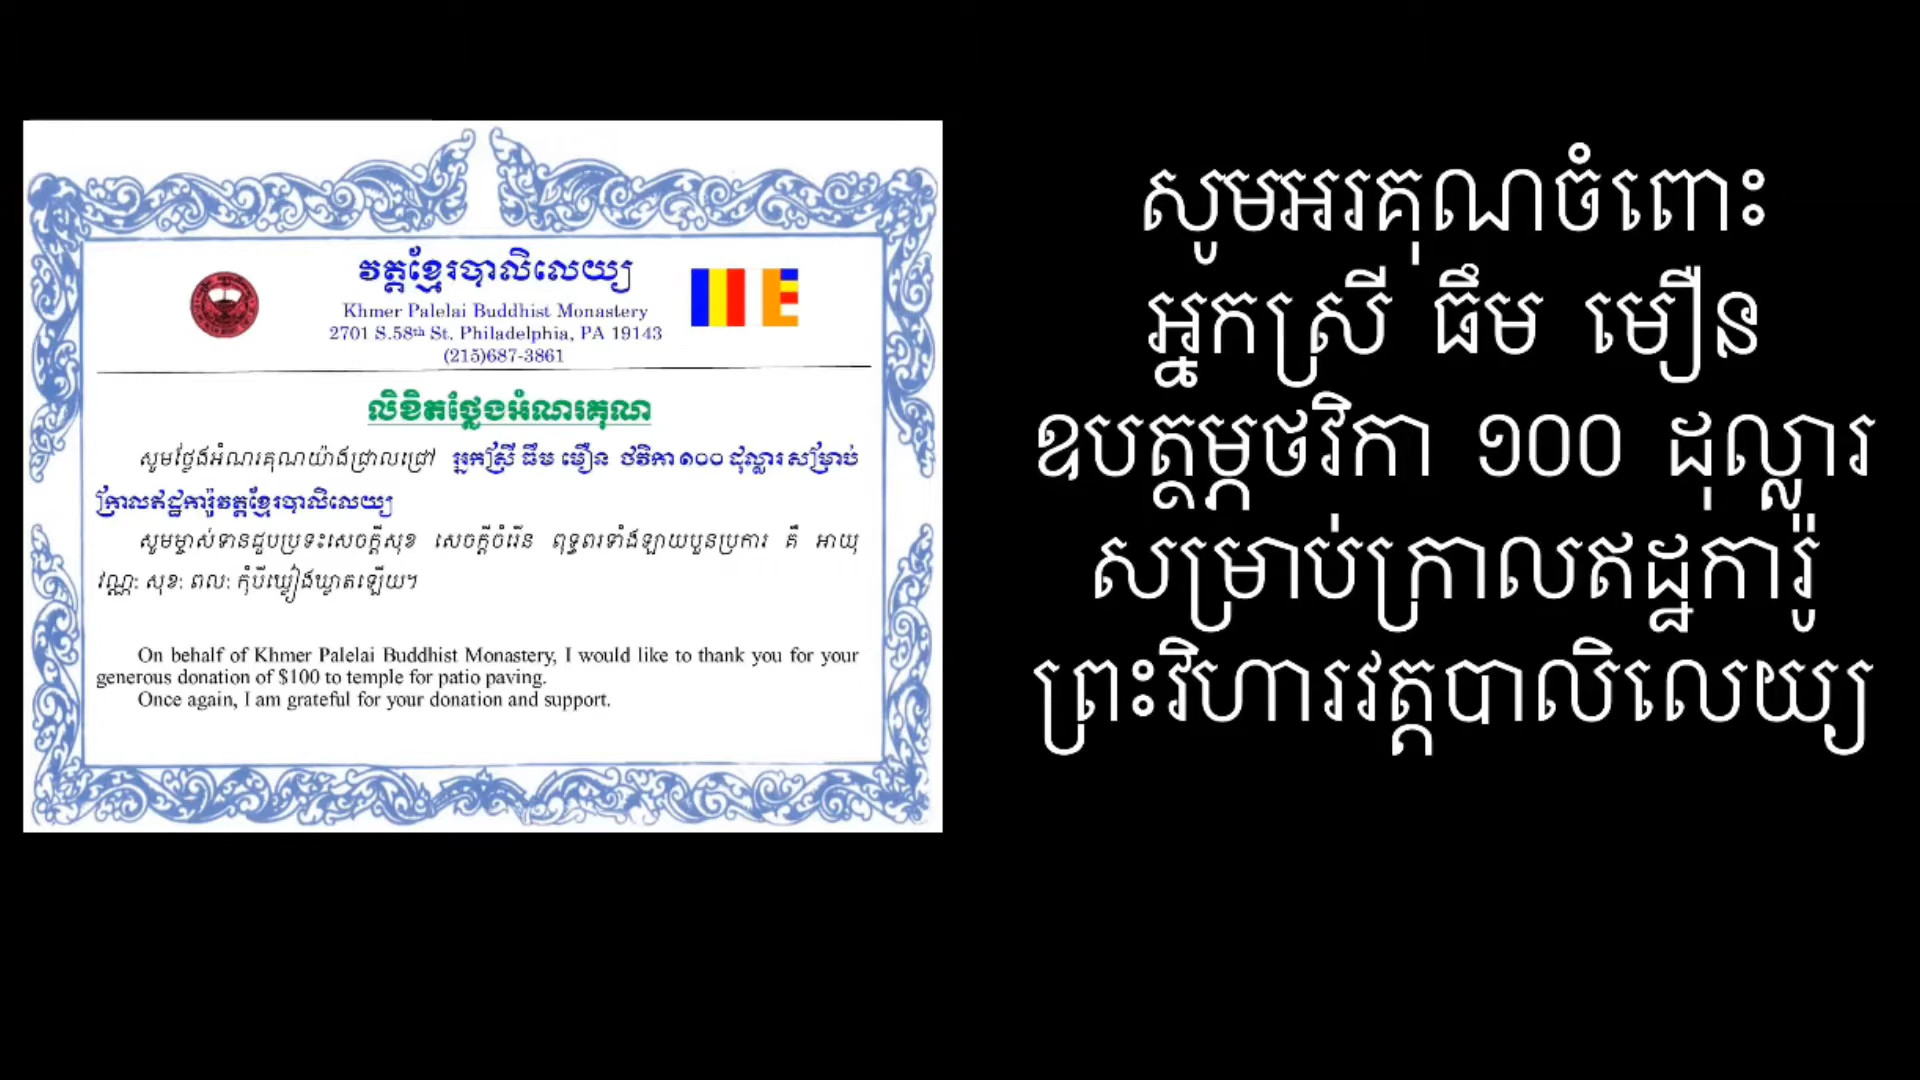 វត្តខ្មែរបាលិលេយ្យ
Khmer Palelai Buddhist Monastery
2701 S.58th St, Philadelphia, PA 19143
(215)687-3861
លិខិតថ្លែងអំណរគុណ
សូមថ្លែងអំណរគុណយ៉ាងជ្រាលជ្រៅ អ្នកស្រី ធឹម មឿន ថវិកា ១០០ ដុល្លារ សម្រាប់
ក្រាលឥដ្ឋការ៉ូវត្តខ្មែរបាលិលេយ្យ
សូមម្ចាស់ទានជួបប្រទះសេចក្តីសុខ សេចក្តីចំរើន ពុទ្ធពរទាំងឡាយបួនប្រការ គឺ អាយុ
វណ្ណៈ សុខៈ ពលៈ កុំបីឃ្លៀងឃ្លាតឡើយ។
On behalf of Khmer Palelai Buddhist Monastery, I would like to thank you for your
generous donation of $100 to temple for patio paving.
Once again, I am grateful for your donation and support.
សូមអរគុណចំពោះ
អ្នកស្រី ធឹម មឿន
ឧបត្ថម្ភថវិកា ១០០ ដុល្លារ
សម្រាប់ក្រាលឥដ្ឋការ៉ូ
ព្រះវិហារវត្តបាលិលេយ្យ